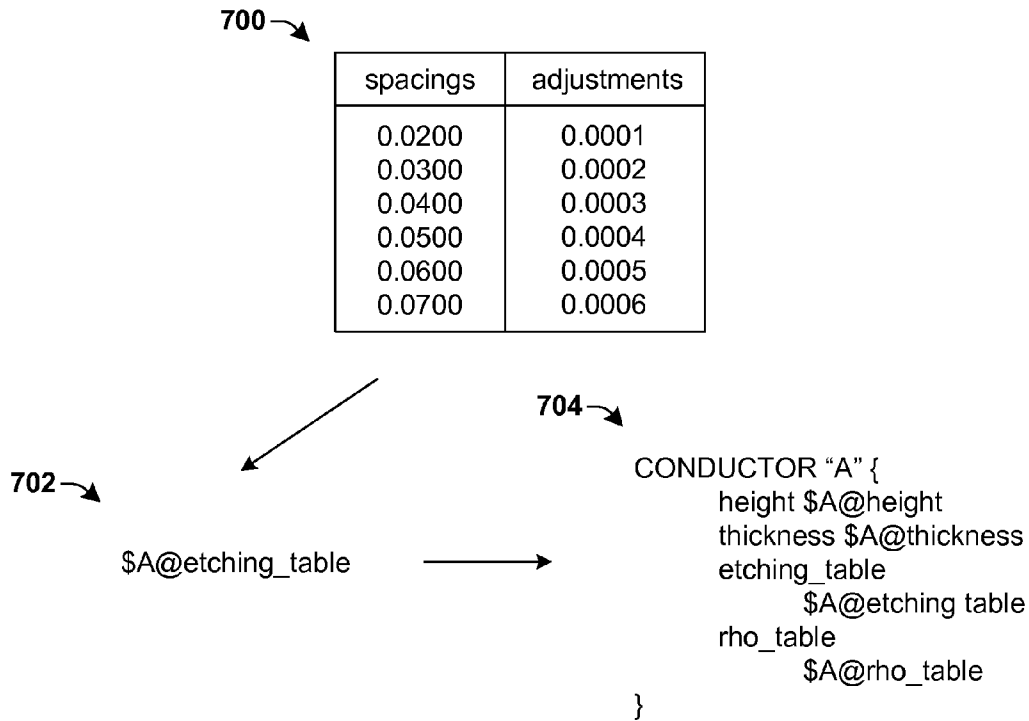 700
spacings adjustments
0.0200 0.0001
0.0300 0.0002
0.0400 0.0003
0.0500 0.0004
0.0600 0.0005
0.0700 0.0006
704
CONDUCTOR “A” {
height $A@height
thickness $A@thickness
etching_table
$A@etching table
rho_table
$A@rho_table
}
702
$A@etching_table